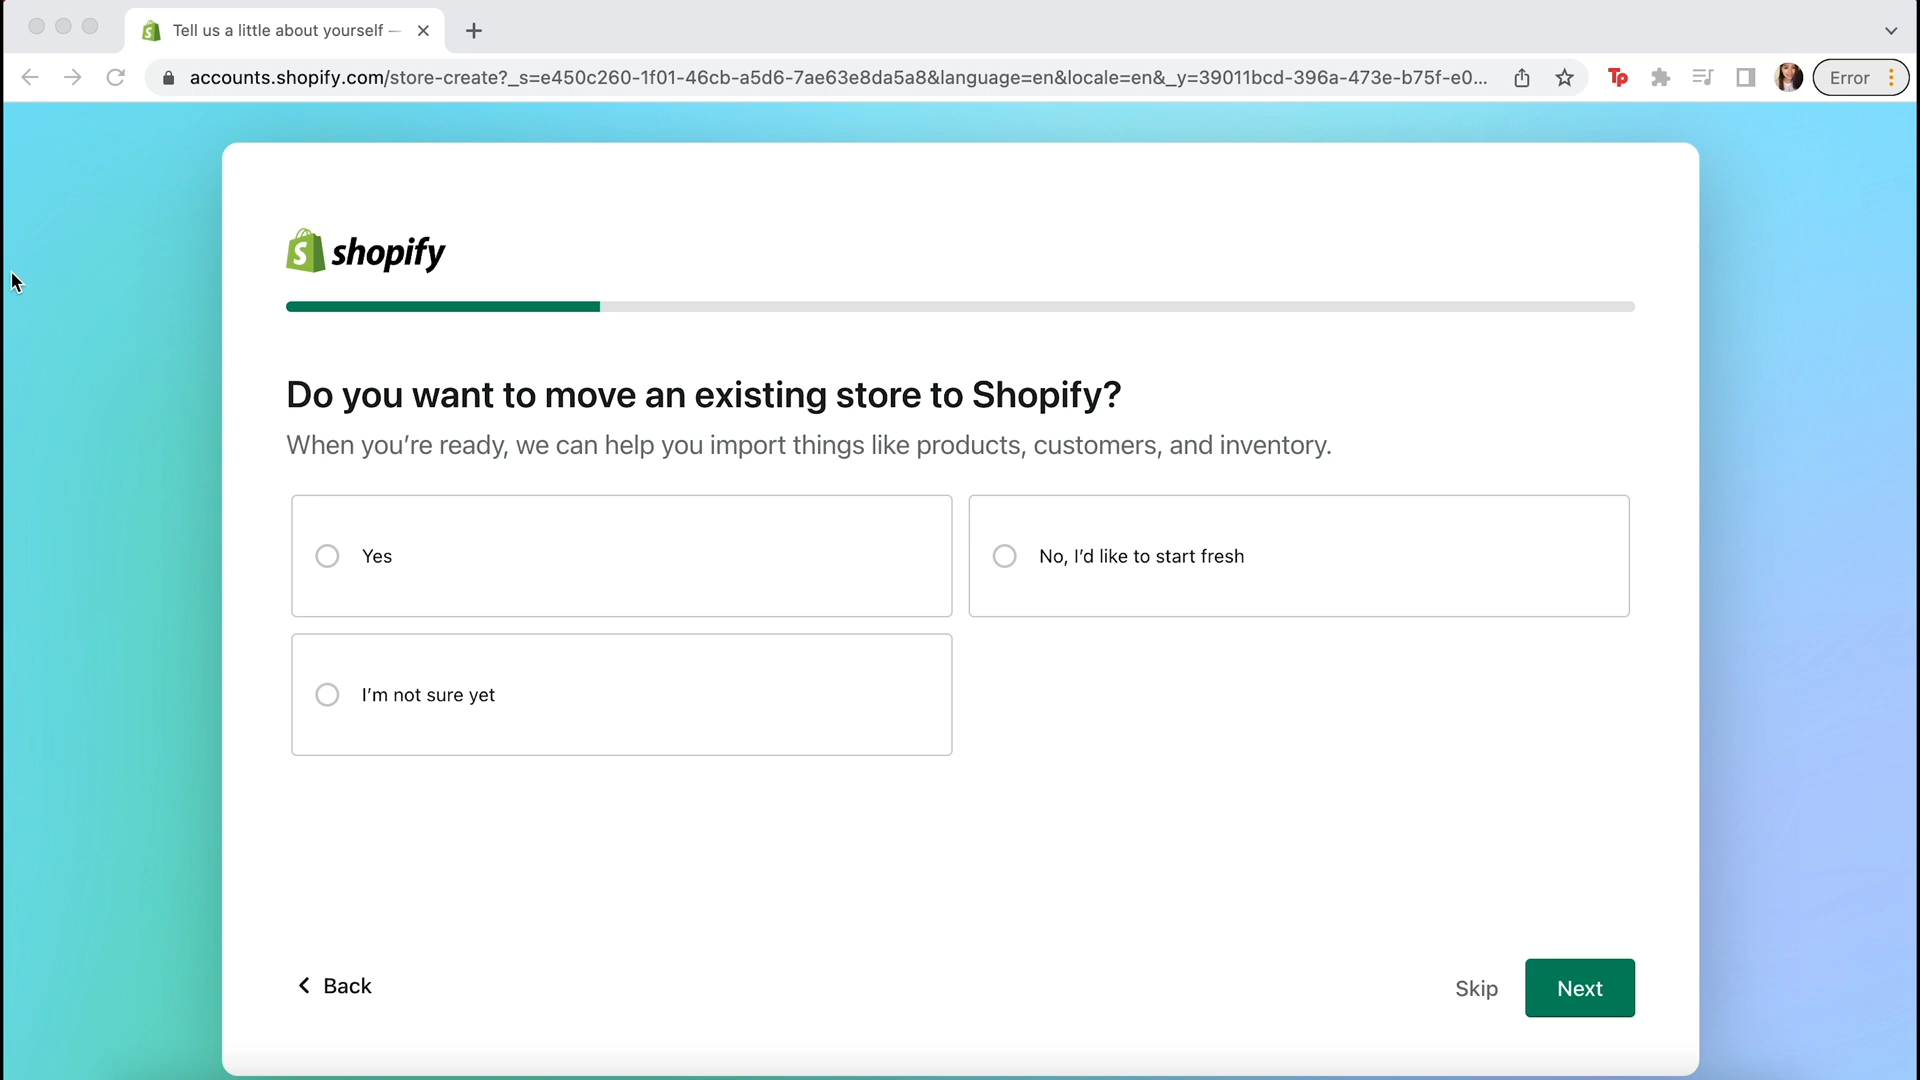 Tell us a little about yourself —
accounts.shopify.com/store-create?_s=e450c260-1f01-46cb-a5d6-7ae63e8da5a8&language=en&locale=en&_y=39011bcd-396a-473e-b75f-e0...
Tp
Error
shopify
Do you want to move an existing store to Shopify?
When you’re ready, we can help you import things like products, customers, and inventory.
Yes
No, I’d like to start fresh
I’m not sure yet
Back
Skip
Next